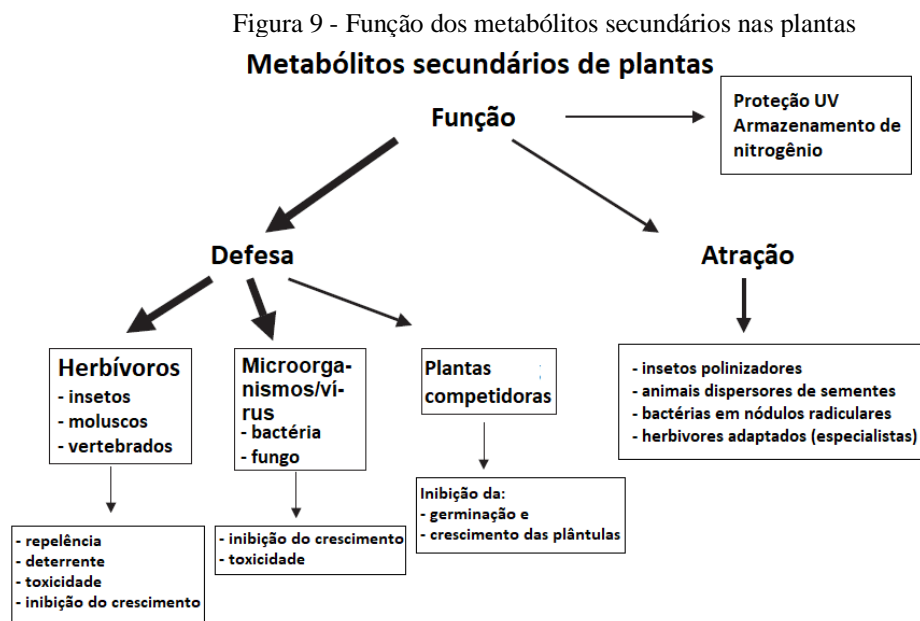 Figura 9 - Função dos metabólitos secundários nas plantas
Metabólitos secundários de plantas
Função
Proteção UV
Armazenamento de
nitrogênio
Defesa
Atração
Herbívoros
- insetos
- moluscos
- vertebrados
Microorga-
nismos/ví-
rus
- bactéria
- fungo
Plantas
competidoras
- insetos polinizadores
- animais dispersores de sementes
- bactérias em nódulos radiculares
- herbivores adaptados (especialistas)
- repelência
- deterrente
- toxicidade
- inibição do crescimento
- inibição do crescimento
- toxicidade
Inibição da:
- germinação e
- crescimento das plântulas